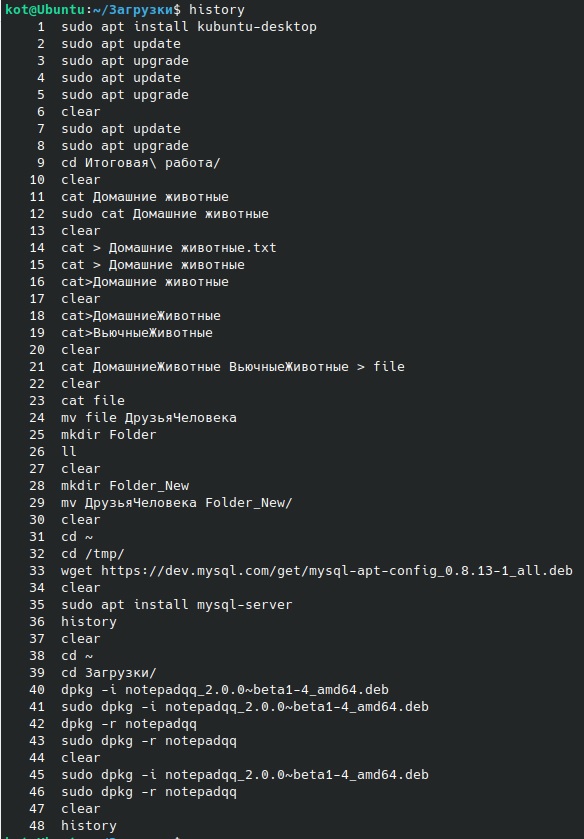 kot@Ubuntu:~/Загрузки$ history
1 sudo apt install kubuntu-desktop
2 sudo apt update
3 sudo apt upgrade
4 sudo apt update
5 sudo apt upgrade
6 clear
7 sudo apt update
8 sudo apt upgrade
9 cd Итоговая\ работа/
10 clear
11 cat Домашние животные
12 sudo cat Домашние животные
13 clear
14 cat > Домашние животные.txt
15 cat > Домашние животные
16 cat>Домашние животные
17 clear
18 cat>ДомашниеЖивотные
19 cat>ВьючныеЖивотные
20 clear
21 cat ДомашниеЖивотные ВьючныеЖивотные > file
22 clear
23 cat file
24 mv file ДрузьяЧеловека
25 mkdir Folder
26 ll
27 clear
28 mkdir Folder_New
29 mv ДрузьяЧеловека Folder_New/
30 clear
31 cd ~
32 cd /tmp/
33 wget https://dev.mysql.com/get/mysql-apt-config_0.8.13-1_all.deb
34 clear
35 sudo apt install mysql-server
36 history
37 clear
38 cd ~
39 cd Загрузки/
40 dpkg -i notepadqq_2.0.0~beta1-4_amd64.deb
41 sudo dpkg -i notepadqq_2.0.0~beta1-4_amd64.deb
42 dpkg -r notepadqq
43 sudo dpkg -r notepadqq
44 clear
45 sudo dpkg -i notepadqq_2.0.0~beta1-4_amd64.deb
46 sudo dpkg -r notepadqq
47 clear
48 history